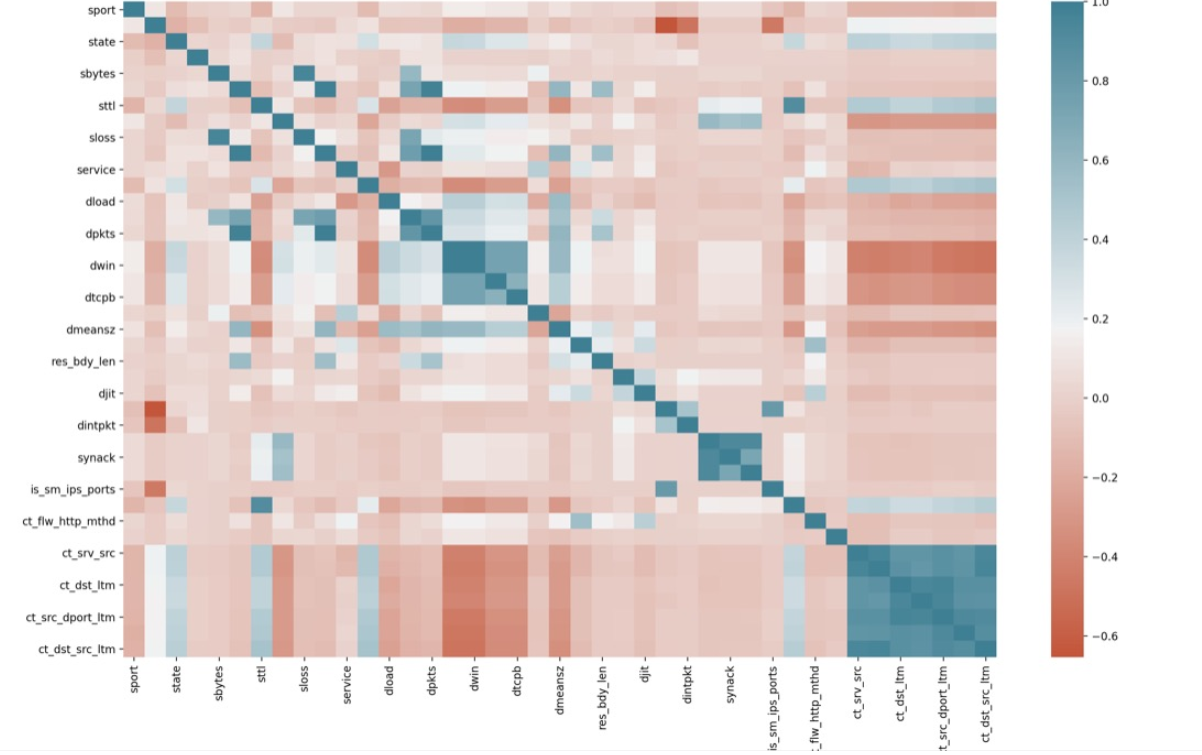 sport
state
sbytes
sttl
sloss
service
dload
dpkts
dwin
dtcpb
dmeansz
res_bdy_len
djit
dintpkt
synack
is_sm_ips_ports
ct_flw_http_mthd
ct_srv_src
ct_dst_ltm
ct_src_dport_ltm
ct_dst_src_ltm
sport
state
sbytes
sttl
sloss
service
dload
dpkts
dwin
dtcpb
dmeansz
res_bdy_len
djit
dintpkt
synack
is_sm_ips_ports
_flw_http_mthd
ct_srv_src
ct_dst_ltm
t_src_dport_ltm
ct_dst_src_ltm
1.0
0.8
0.6
0.4
0.2
0.0
−0.2
−0.4
−0.6